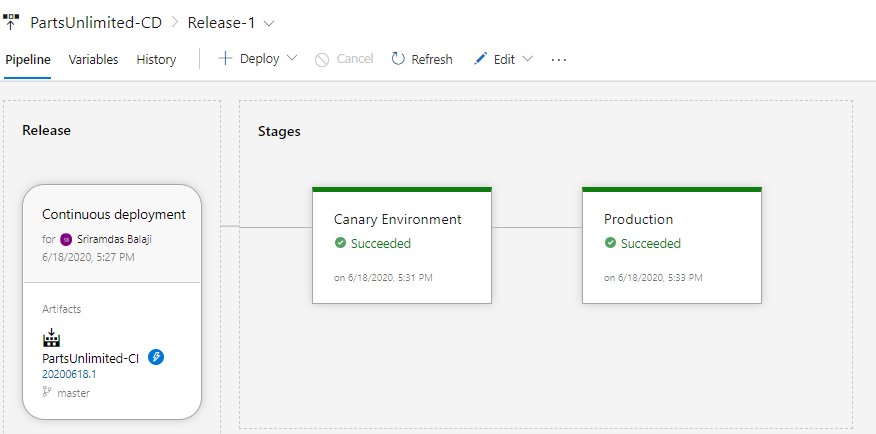 PartsUnlimited-CD > Release-1
Pipeline Variables History Deploy Cancel Refresh Edit ...
Release
Stages
Continuous deployment
for SB Sriramdas Balaji
6/18/2020, 5:27 PM
Artifacts
PartsUnlimited-CI
20200618.1
master
Canary Environment
Succeeded
on 6/18/2020, 5:31 PM
Production
Succeeded
on 6/18/2020, 5:33 PM